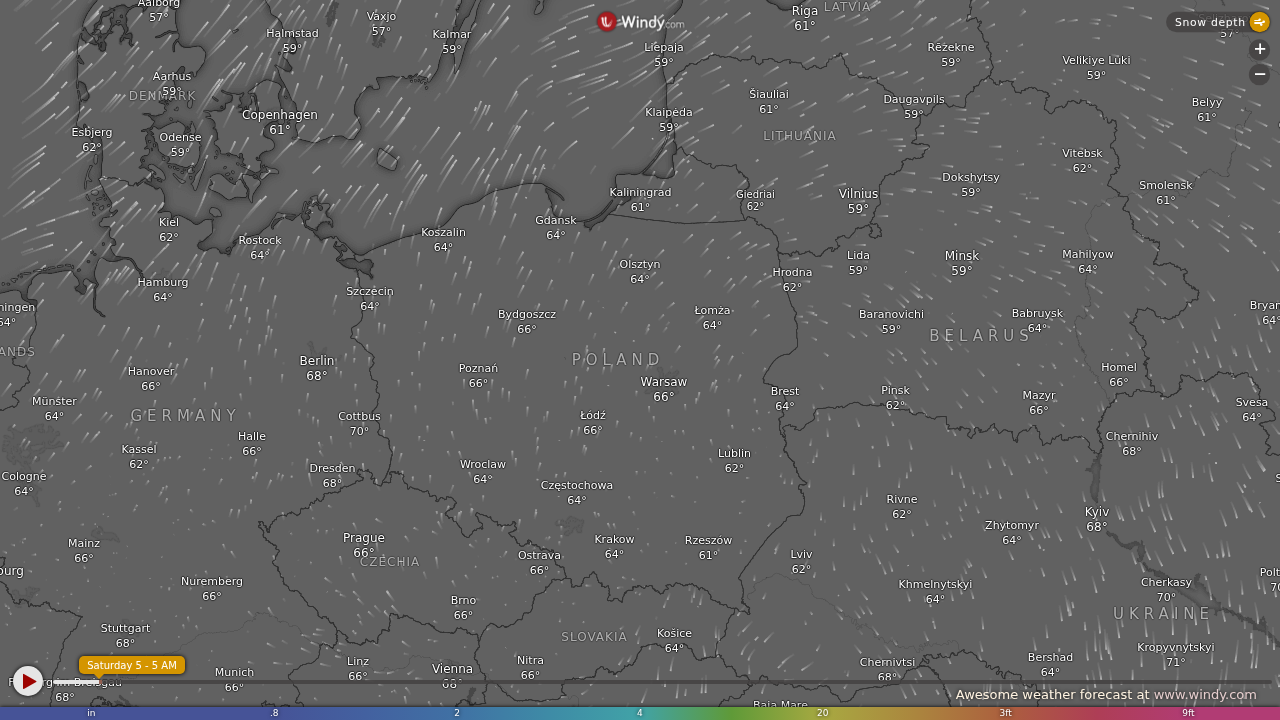 Aalborg
57°
Växjo
57°
Halmstad
59°
Kalmar
59°
Windy.com
Riga
61°
LATVIA
Snow depth
57°
Liepaja
59°
Rēzekne
59°
Velikiye Luki
59°
Aarhus
59°
DENMARK
Šiauliai
61°
Daugavpils
59°
Belyy
61°
Copenhagen
61°
Klaipėda
59°
Esbjerg
62°
Odense
59°
LITHUANIA
Vitebsk
62°
Dokshytsy
59°
Smolensk
61°
Kaliningrad
61°
Giedriai
62°
Vilnius
59°
Kiel
62°
Rostock
64°
Koszalin
64°
Gdansk
64°
Olsztyn
64°
Lida
59°
Minsk
59°
Mahilyow
64°
Hrodna
62°
Hamburg
64°
Szczecin
64°
Bydgoszcz
66°
Łomża
64°
Baranovichi
59°
Babruysk
64°
BELARUS
ANDS
Berlin
68°
Hanover
66°
Poznań
66°
POLAND
Warsaw
66°
Brest
64°
Pinsk
62°
Homel
66°
Mazyr
66°
Svesa
64°
Münster
64°
GERMANY
Cottbus
70°
Łódź
66°
Halle
66°
Kassel
62°
Chernihiv
68°
Lublin
62°
Cologne
64°
Dresden
68°
Wroclaw
64°
Częstochowa
64°
Rivne
62°
Kyiv
68°
Zhytomyr
64°
Mainz
66°
Prague
66°
CZECHIA
Ostrava
66°
Krakow
64°
Rzeszów
61°
Lviv
62°
Nuremberg
66°
Khmelnytskyi
64°
Cherkasy
70°
UKRAINE
Brno
66°
Stuttgart
68°
SLOVAKIA
Košice
64°
Kropyvnytskyi
71°
Saturday 5 - 5 AM
Munich
66°
Linz
66°
Vienna
68°
Nitra
66°
Chernivtsi
68°
Bershad
64°
68°
Baia Mare
Awesome weather forecast at www.windy.com
in .8 2 4 20 3ft 9ft